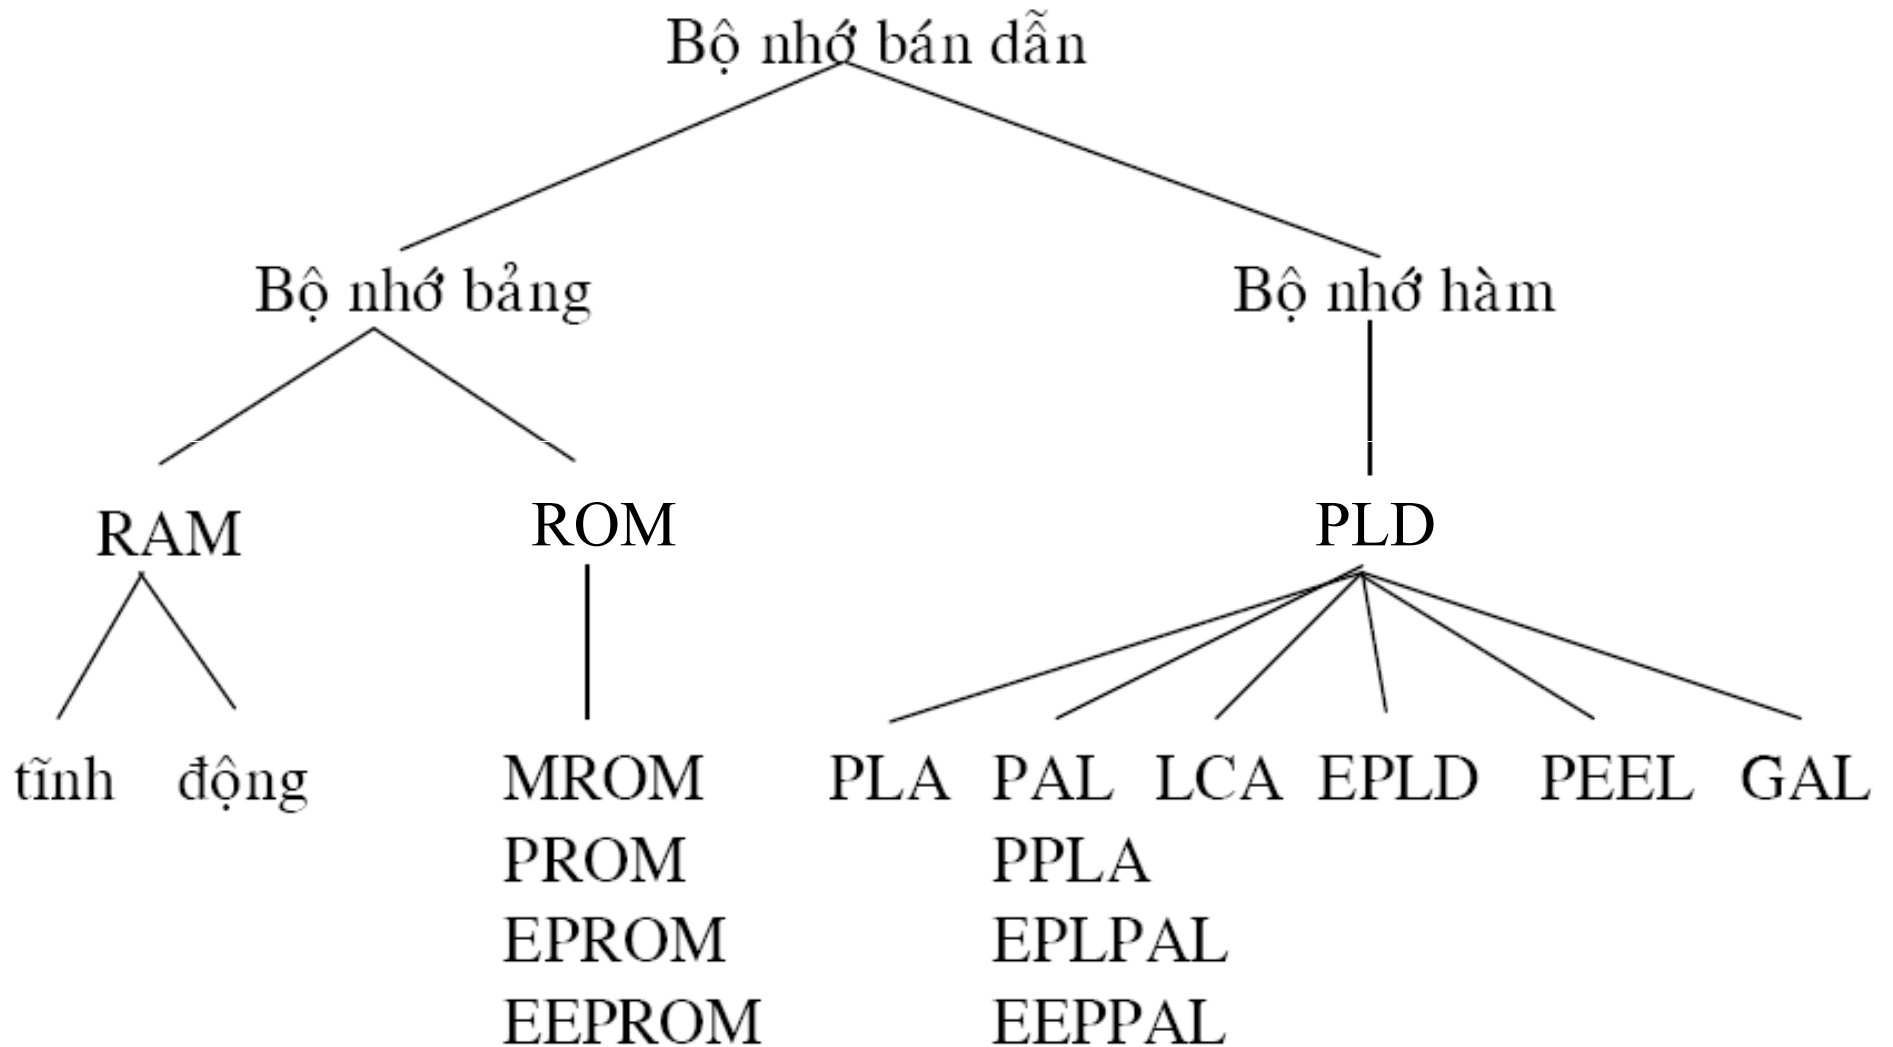 Bộ nhớ bán dẫn
Bộ nhớ bảng Bộ nhớ hàm
RAM ROM PLD
tĩnh động MROM PLA PAL LCA EPLD PEEL GAL
PROM PPLA
EPROM EPLPAL
EEPROM EEPPAL